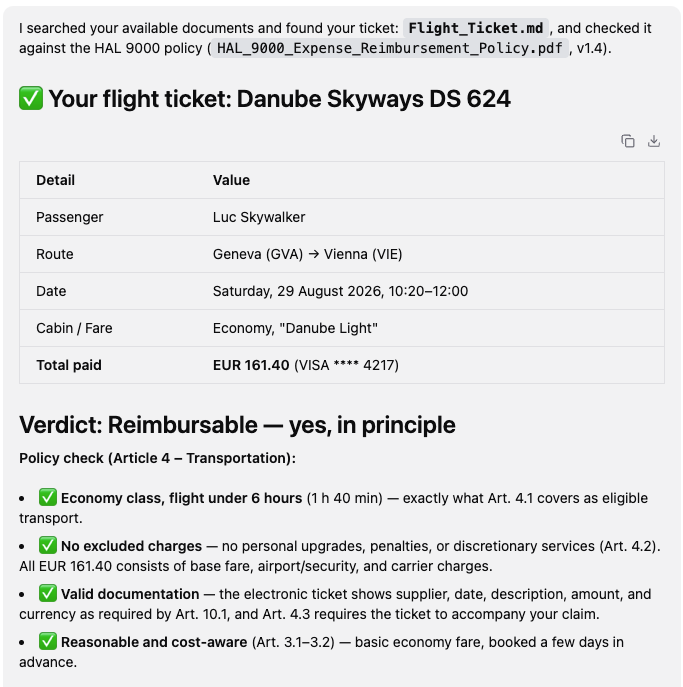 I searched your available documents and found your ticket: Flight_Ticket.md , and checked it
against the HAL 9000 policy ( HAL_9000_Expense_Reimbursement_Policy.pdf , v1.4).
✅ Your flight ticket: Danube Skyways DS 624
Detail Value
Passenger Luc Skywalker
Route Geneva (GVA) → Vienna (VIE)
Date Saturday, 29 August 2026, 10:20–12:00
Cabin / Fare Economy, "Danube Light"
Total paid EUR 161.40 (VISA **** 4217)
Verdict: Reimbursable — yes, in principle
Policy check (Article 4 – Transportation):
• ✅ Economy class, flight under 6 hours (1 h 40 min) — exactly what Art. 4.1 covers as eligible
transport.
• ✅ No excluded charges — no personal upgrades, penalties, or discretionary services (Art. 4.2).
All EUR 161.40 consists of base fare, airport/security, and carrier charges.
• ✅ Valid documentation — the electronic ticket shows supplier, date, description, amount, and
currency as required by Art. 10.1, and Art. 4.3 requires the ticket to accompany your claim.
• ✅ Reasonable and cost-aware (Art. 3.1–3.2) — basic economy fare, booked a few days in
advance.